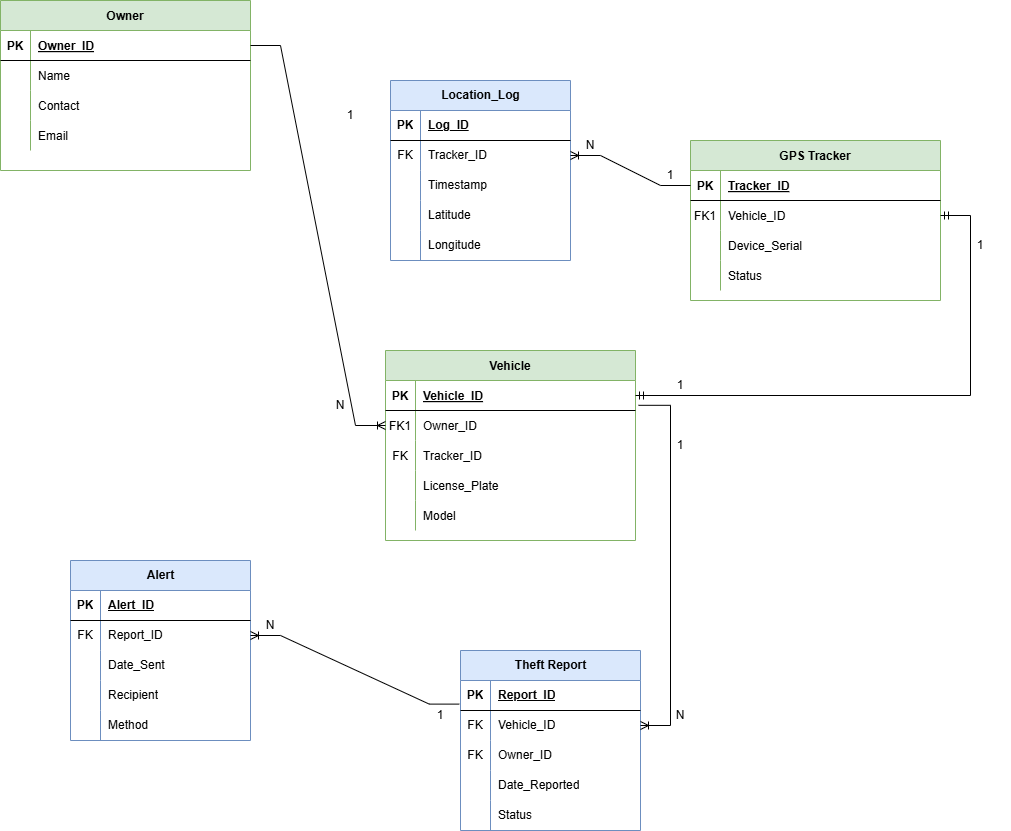 Owner
PK Owner_ID
Name
Contact
Email
1
Location_Log
PK Log_ID
FK Tracker_ID
Timestamp
Latitude
Longitude
N
1
GPS Tracker
PK Tracker_ID
FK1 Vehicle_ID
Device_Serial
Status
1
Vehicle
PK Vehicle_ID
FK1 Owner_ID
FK Tracker_ID
License_Plate
Model
N
1
1
Alert
PK Alert_ID
FK Report_ID
Date_Sent
Recipient
Method
N
1
Theft Report
PK Report_ID
FK Vehicle_ID
FK Owner_ID
Date_Reported
Status
N